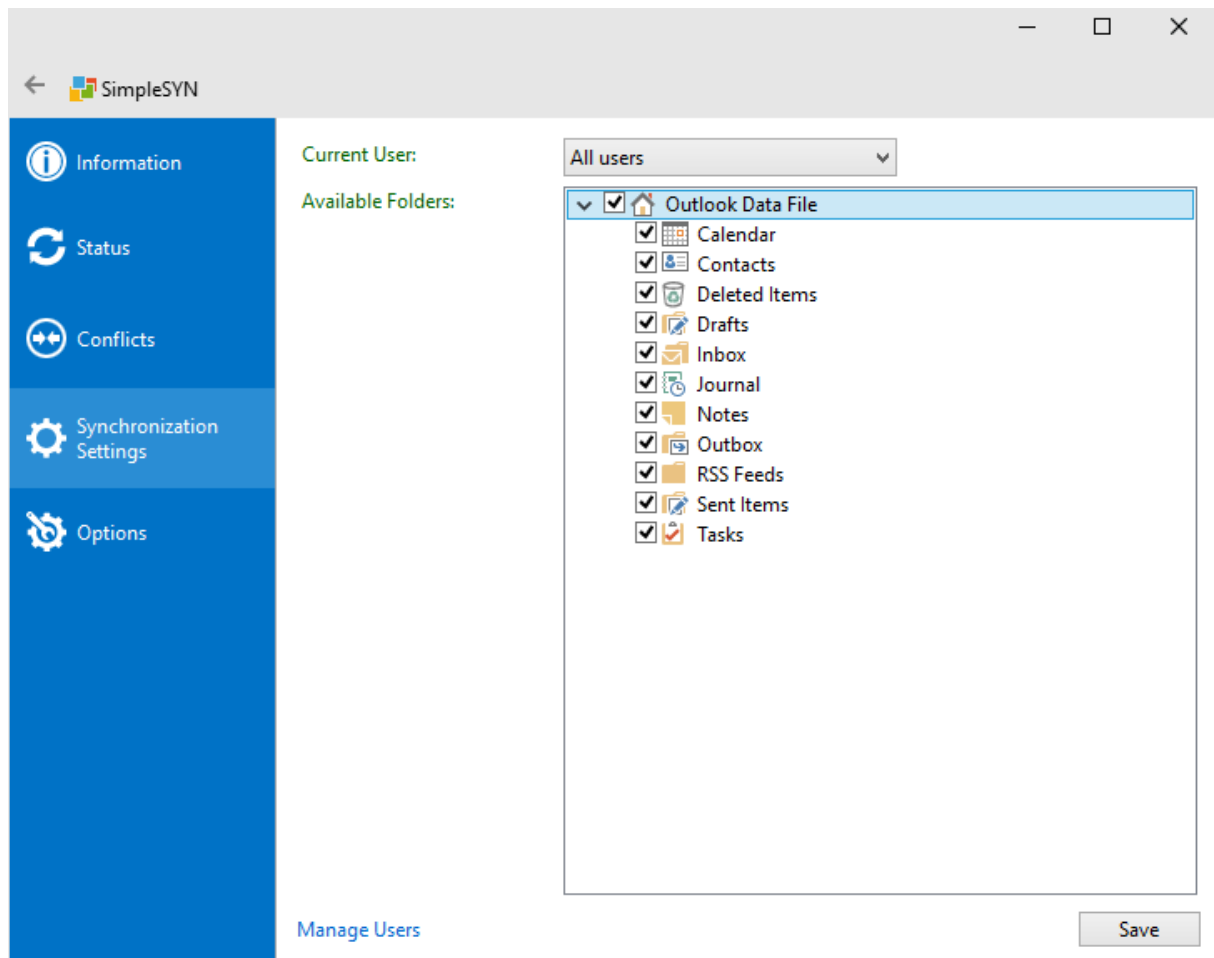 SimpleSYN
Information
Status
Conflicts
Synchronization
Settings
Options
Current User:
All users
Available Folders:
Outlook Data File
Calendar
Contacts
Deleted Items
Drafts
Inbox
Journal
Notes
Outbox
RSS Feeds
Sent Items
Tasks
Manage Users
Save